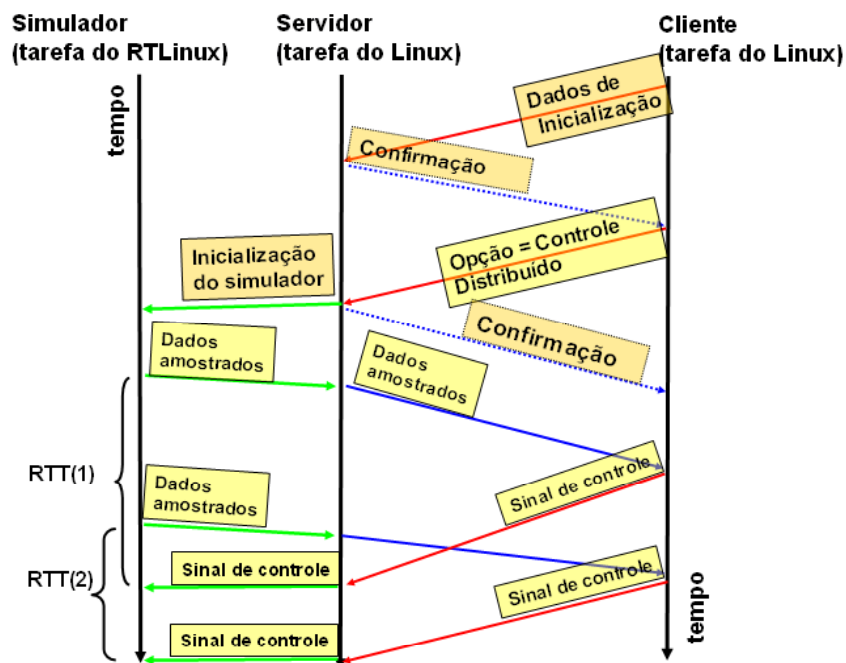 Simulador
(tarefa do RTLinux)
Servidor
(tarefa do Linux)
Cliente
(tarefa do Linux)
tempo
Dados de
Inicialização
Confirmação
Opção = Controle
Distribuído
Inicialização
do simulador
Confirmação
Dados
amostrados
Dados
amostrados
RTT(1)
Sinal de controle
Dados
amostrados
RTT(2)
Sinal de controle
Sinal de controle
Sinal de controle
tempo